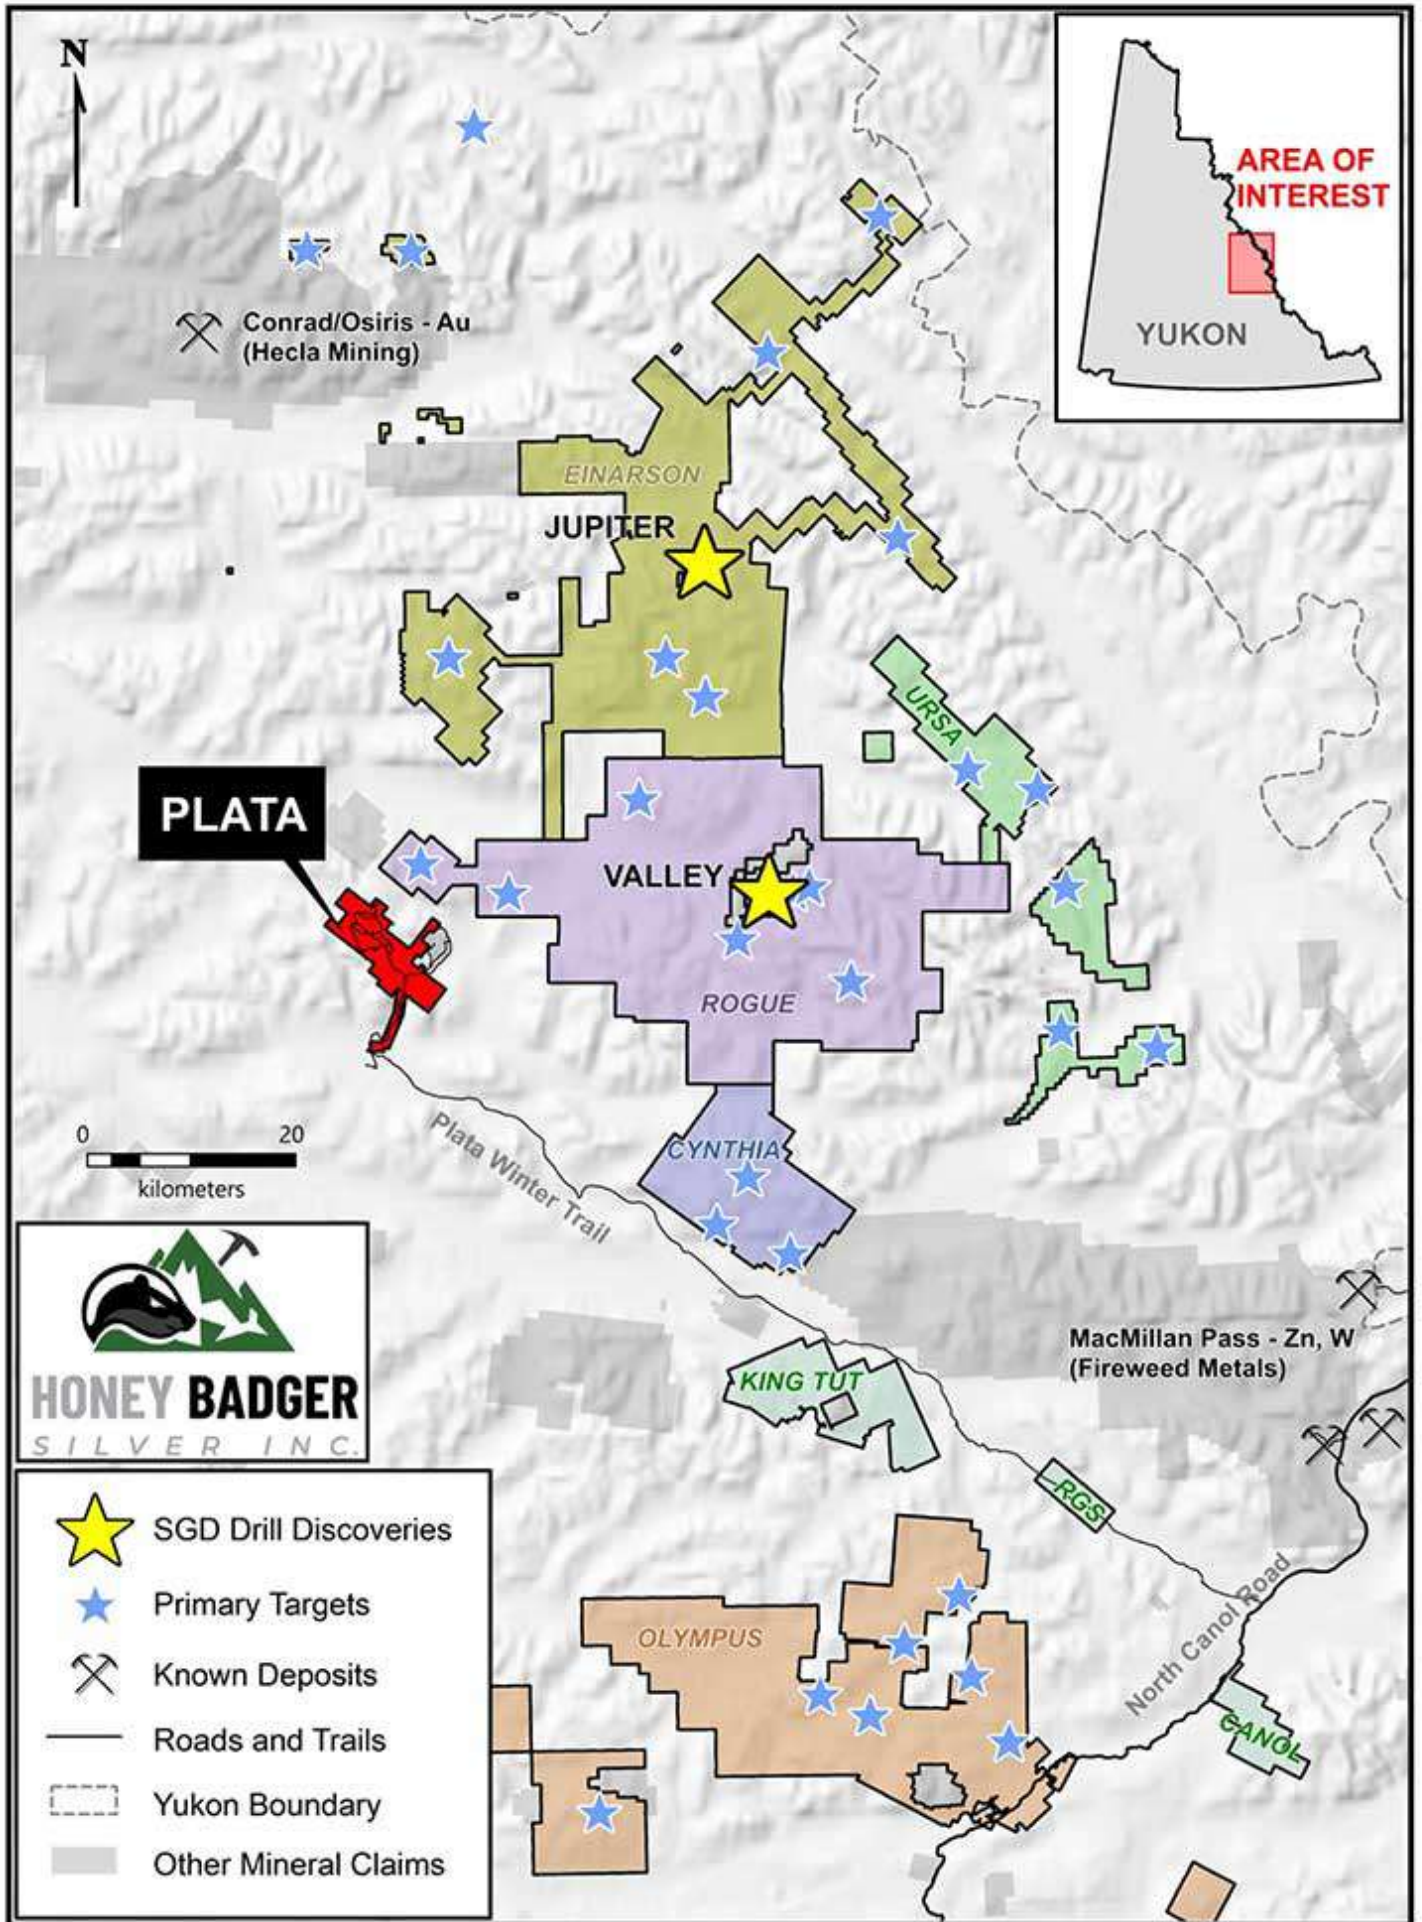 N
AREA OF
INTEREST
YUKON
Conrad/Osiris - Au
(Hecla Mining)
EINARSON
JUPITER
URSA
PLATA
VALLEY
ROGUE
0 20
kilometers
Plata Winter Trail
CYNTHIA
HONEY BADGER
SILVER INC.
MacMillan Pass - Zn, W
(Fireweed Metals)
KING TUT
RGS
North Canol Road
OLYMPUS
CANOL
SGD Drill Discoveries
Primary Targets
Known Deposits
Roads and Trails
Yukon Boundary
Other Mineral Claims